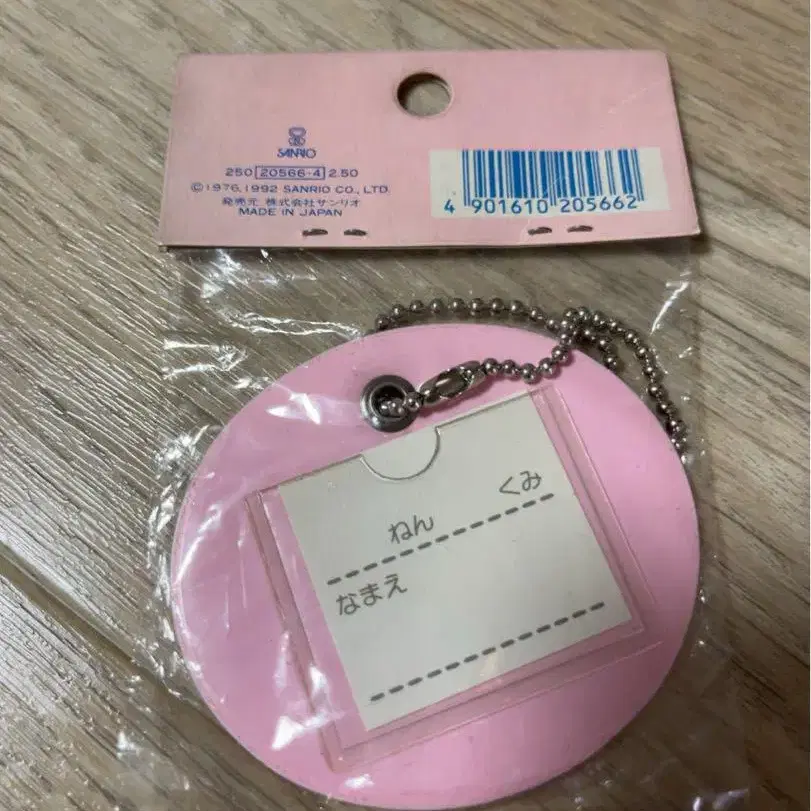 SANRIO
250 20566-4 2.50
©1976, 1992 SANRIO CO., LTD.
発売元 株式会社サンリオ
MADE IN JAPAN
4 901610 205662
ねん くみ
なまえ